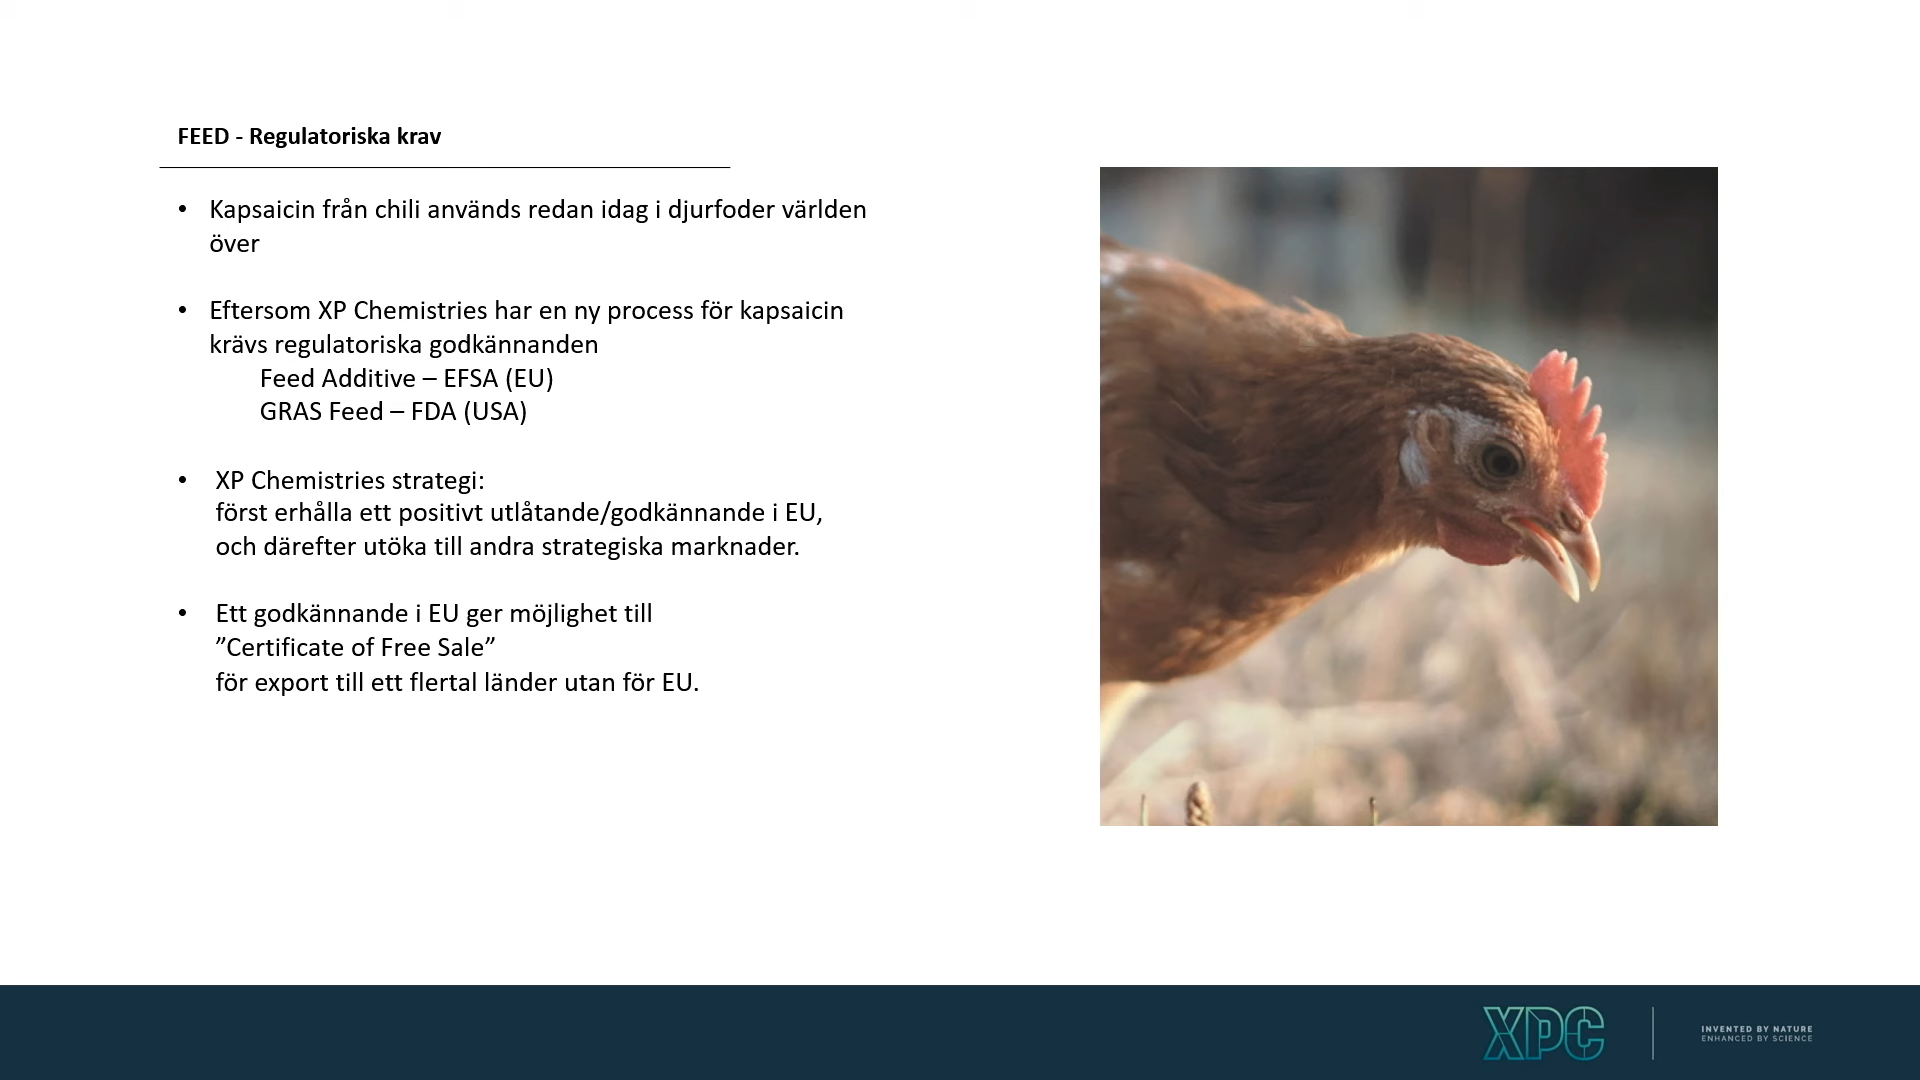 FEED - Regulatoriska krav
• Kapsaicin från chili används redan idag i djurfoder världen
över
• Eftersom XP Chemistries har en ny process för kapsaicin
krävs regulatoriska godkännanden
Feed Additive – EFSA (EU)
GRAS Feed – FDA (USA)
• XP Chemistries strategi:
först erhålla ett positivt utlåtande/godkännande i EU,
och därefter utöka till andra strategiska marknader.
• Ett godkännande i EU ger möjlighet till
”Certificate of Free Sale”
för export till ett flertal länder utan för EU.
XPC
INVENTED BY NATURE
ENHANCED BY SCIENCE